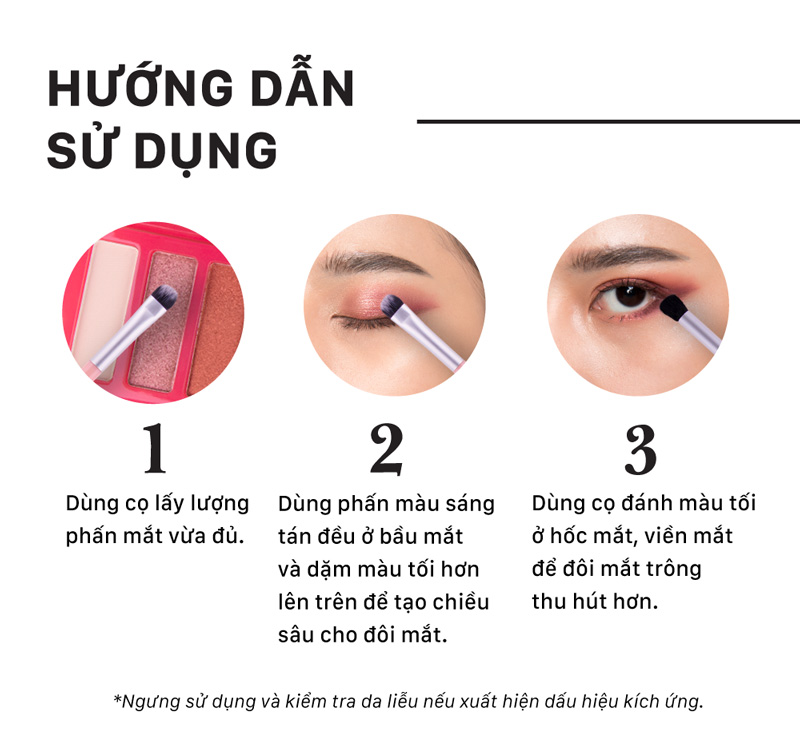 HƯỚNG DẪN
SỬ DỤNG
1
Dùng cọ lấy lượng
phấn mắt vừa đủ.
2
Dùng phấn màu sáng
tán đều ở bầu mắt
và dặm màu tối hơn
lên trên để tạo chiều
sâu cho đôi mắt.
3
Dùng cọ đánh màu tối
ở hốc mắt, viền mắt
để đôi mắt trông
thu hút hơn.
*Ngưng sử dụng và kiểm tra da liễu nếu xuất hiện dấu hiệu kích ứng.